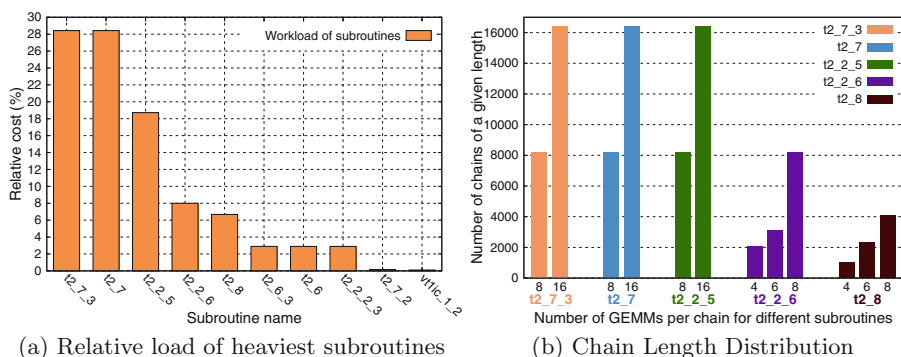 30
28
26
24
22
20
18
16
14
12
10
8
6
4
2
0
Relative cost (%)
Workload of subroutines
t2_7_3
t2_7
t2_2_5
t2_2_6
t2_8
t2_6_3
t2_6
t2_2_2_3
t2_7_2
vt1ic_1_2
Subroutine name
(a) Relative load of heaviest subroutines
16000
14000
12000
10000
8000
6000
4000
2000
0
Number of chains of a given length
t2_7_3
t2_7
t2_2_5
t2_2_6
t2_8
8 16 8 16 8 16 4 6 8 4 6 8
t2_7_3 t2_7 t2_2_5 t2_2_6 t2_8
Number of GEMMs per chain for different subroutines
(b) Chain Length Distribution